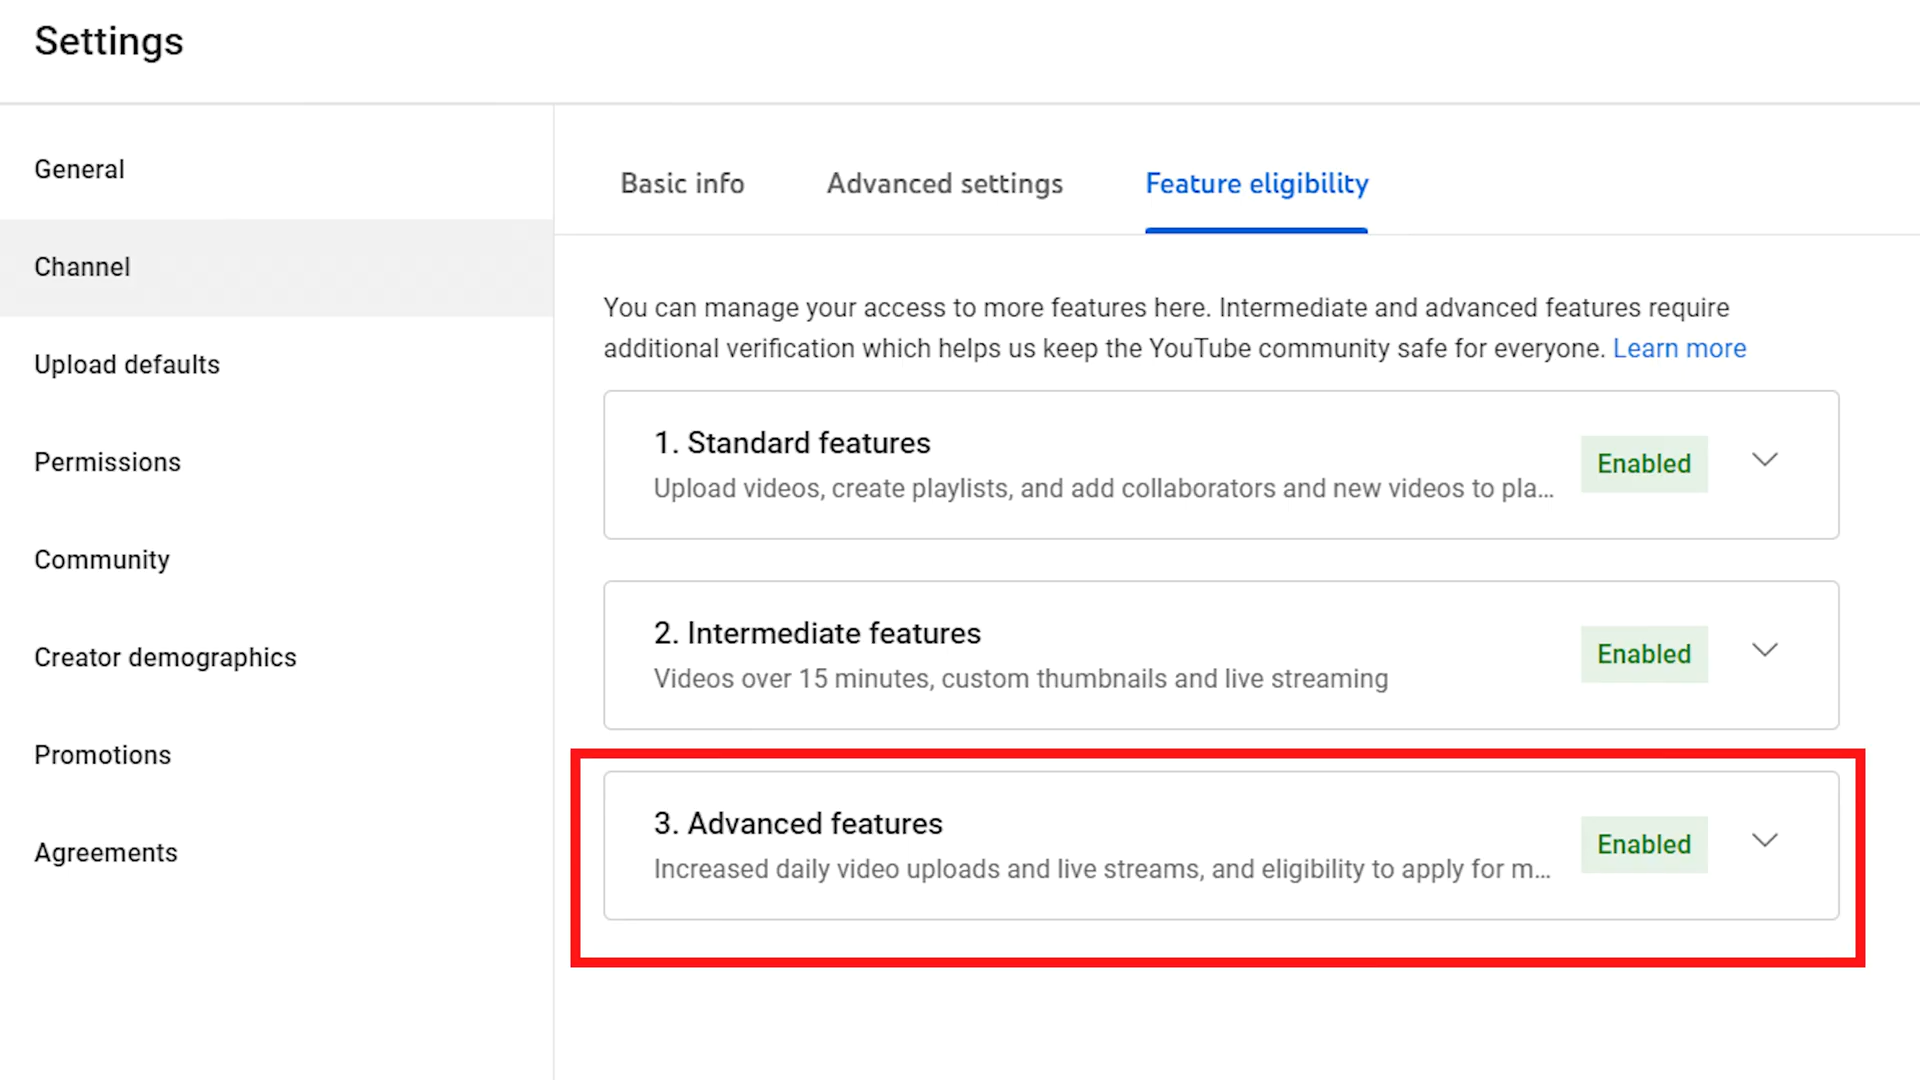 Settings
General
Channel
Upload defaults
Permissions
Community
Creator demographics
Promotions
Agreements
Basic info
Advanced settings
Feature eligibility
You can manage your access to more features here. Intermediate and advanced features require
additional verification which helps us keep the YouTube community safe for everyone. Learn more
1. Standard features
Upload videos, create playlists, and add collaborators and new videos to pla...
Enabled
2. Intermediate features
Videos over 15 minutes, custom thumbnails and live streaming
Enabled
3. Advanced features
Increased daily video uploads and live streams, and eligibility to apply for m...
Enabled